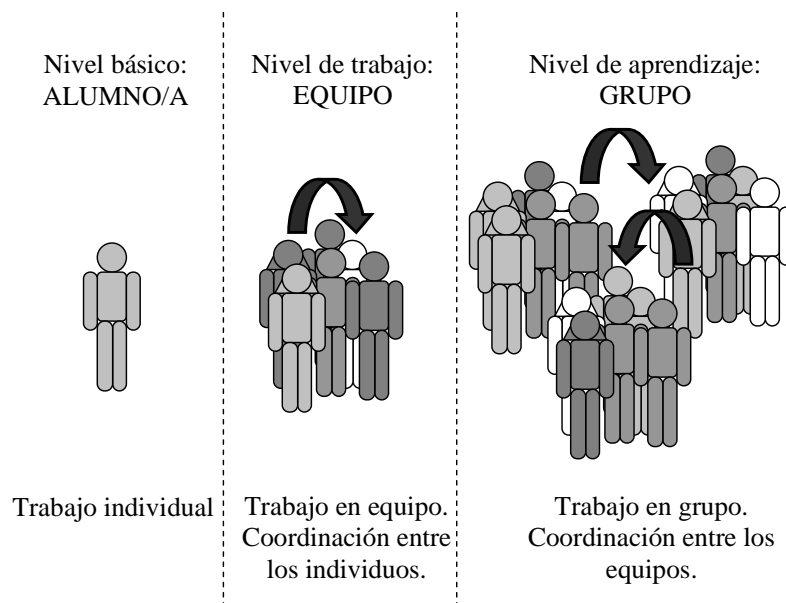 Nivel básico:
ALUMNO/A
Nivel de trabajo:
EQUIPO
Nivel de aprendizaje:
GRUPO
Trabajo individual
Trabajo en equipo.
Coordinación entre
los individuos.
Trabajo en grupo.
Coordinación entre los
equipos.